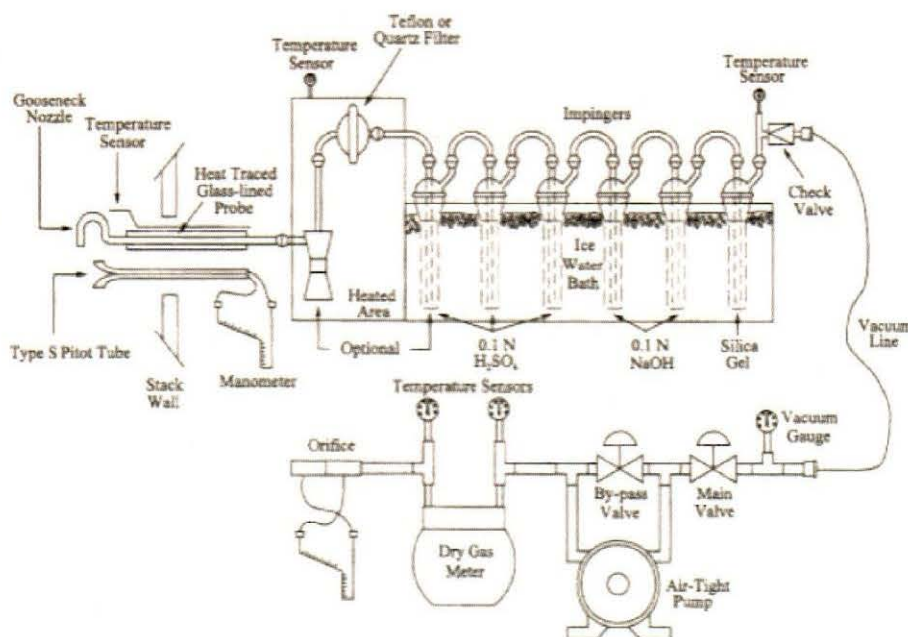 Teflon or
Quartz Filter
Temperature
Sensor
Temperature
Sensor
Gooseneck
Nozzle
Temperature
Sensor
Impingers
Heat Traced
Glass-lined
Probe
Check
Valve
Ice
Water
Bath
Heated
Area
Vacuum
Line
Type S Pitot Tube
Optional
0.1 N
H₂SO₄
0.1 N
NaOH
Silica
Gel
Stack
Wall
Manometer
Temperature Sensors
Vacuum
Gauge
Orifice
By-pass
Valve
Main
Valve
Dry Gas
Meter
Air-Tight
Pump